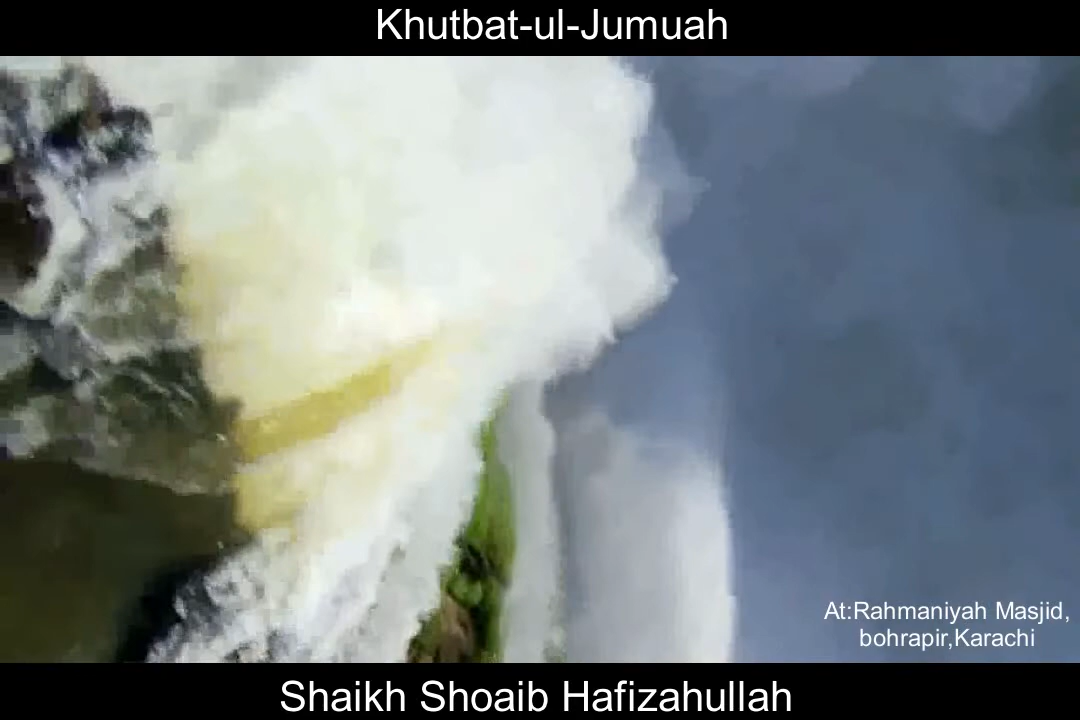 Khutbat-ul-Jumuah
At:Rahmaniyah Masjid,
bohrapir,Karachi
Shaikh Shoaib Hafizahullah